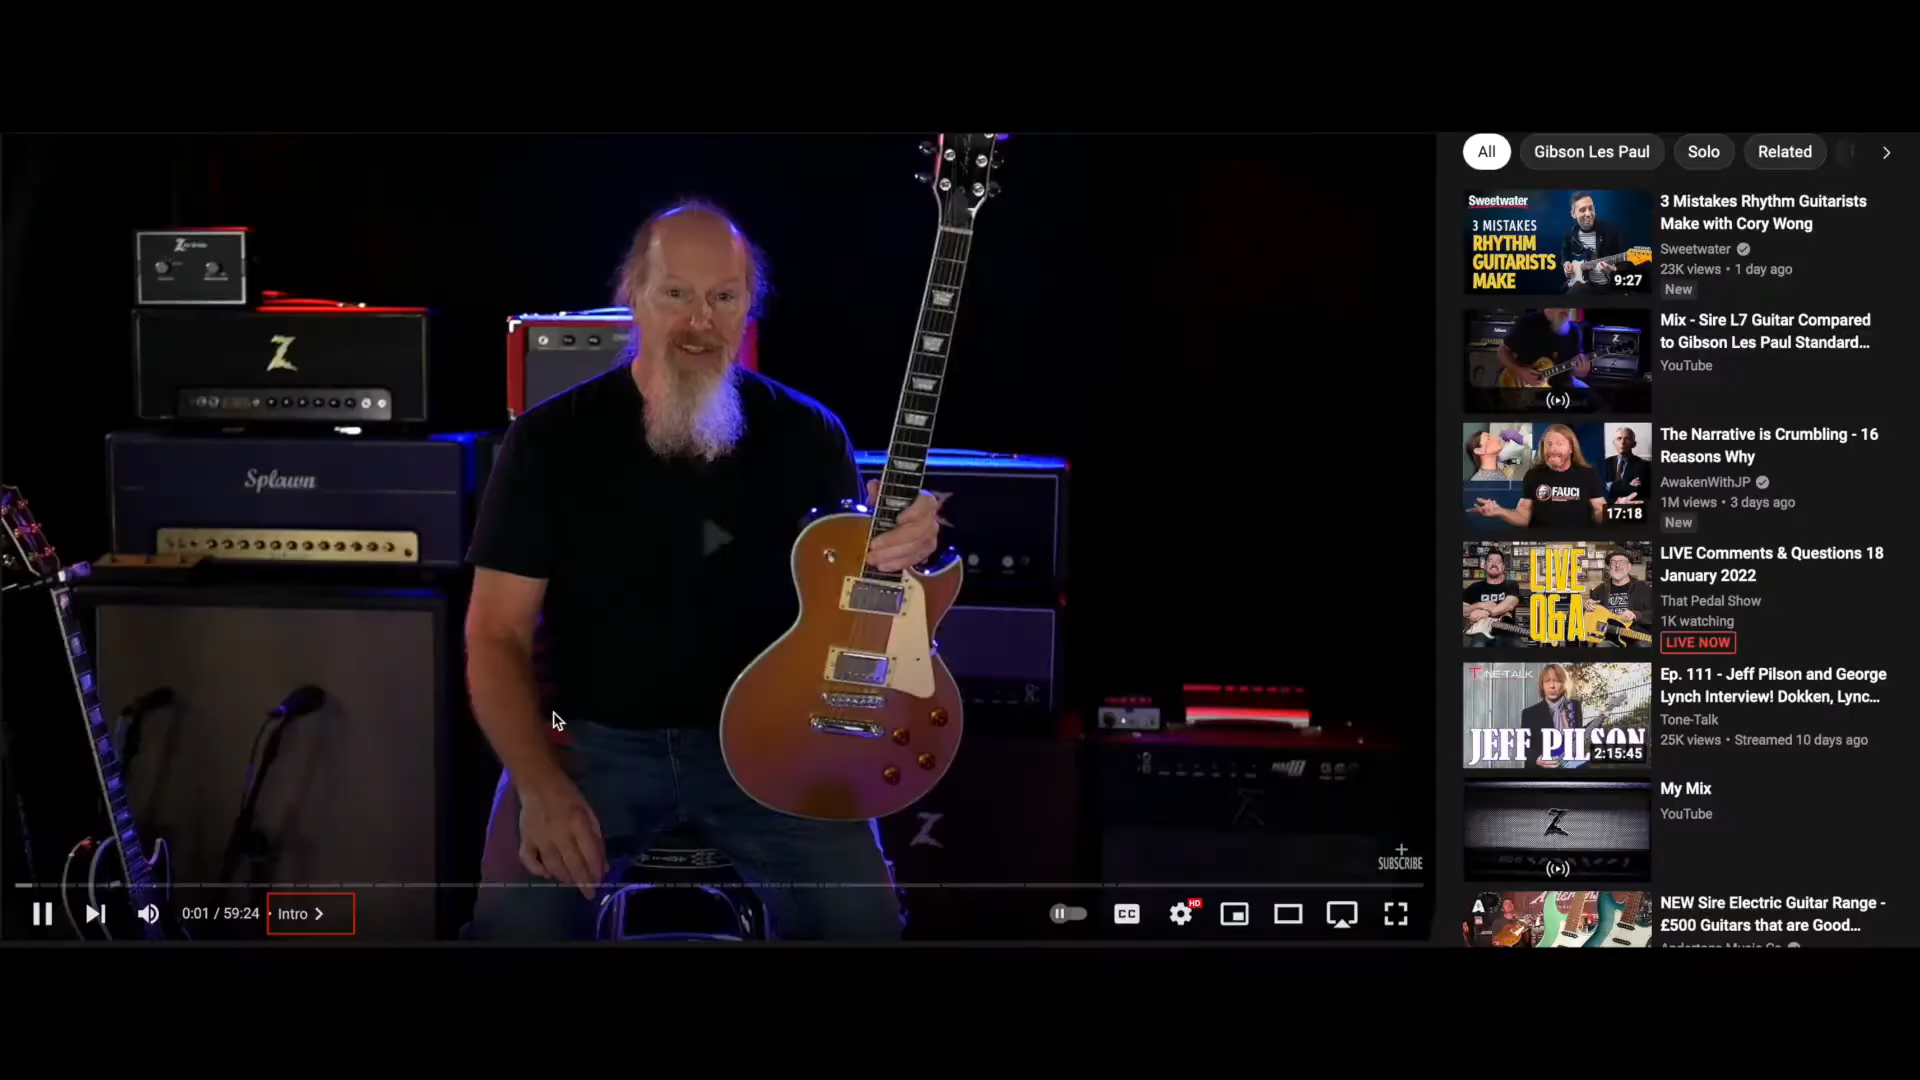 All
Gibson Les Paul
Solo
Related
Sweetwater
3 MISTAKES
RHYTHM
GUITARISTS
MAKE
9:27
3 Mistakes Rhythm Guitarists
Make with Cory Wong
Sweetwater
23K views • 1 day ago
New
Mix - Sire L7 Guitar Compared
to Gibson Les Paul Standard...
YouTube
FAUCI
17:18
The Narrative is Crumbling - 16
Reasons Why
AwakenWithJP
1M views • 3 days ago
New
LIVE
Q&A
LIVE Comments & Questions 18
January 2022
That Pedal Show
1K watching
LIVE NOW
TONE-TALK
JEFF PILSON
2:15:45
Ep. 111 - Jeff Pilson and George
Lynch Interview! Dokken, Lync...
Tone-Talk
25K views • Streamed 10 days ago
Z
My Mix
YouTube
A
NEW Sire Electric Guitar Range -
£500 Guitars that are Good...
Z
Z
Splawn
Z
SUBSCRIBE
0:01 / 59:24 • Intro
CC
HD